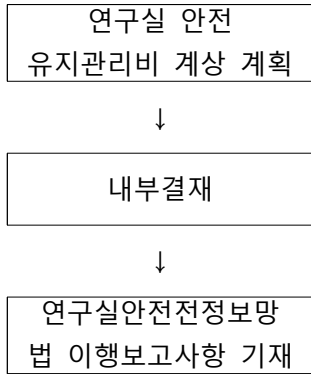 연구실 안전
유지관리비 계상 계획
↓
내부결재
↓
연구실안전전정보망
법 이행보고사항 기재